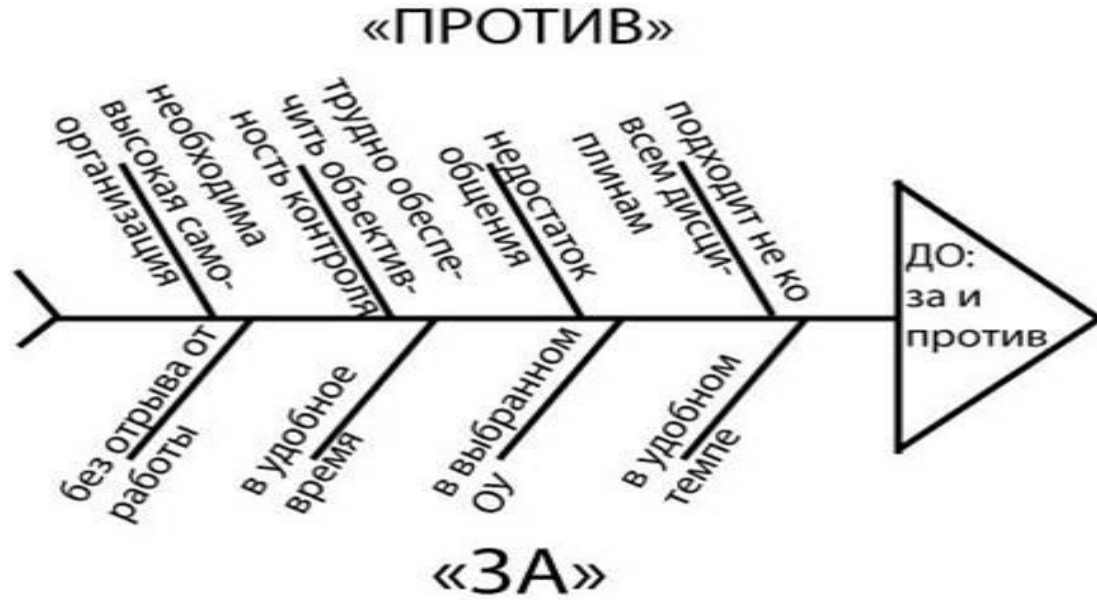 «ПРОТИВ»
необходима
высокая само-
организация
трудно обеспе-
чить объектив-
ность контроля
недостаток
общения
подходит не ко
всем дисци-
плинам
ДО:
за и
против
без отрыва от
работы
в удобное
время
в выбранном
Оу
в удобном
темпе
«ЗА»